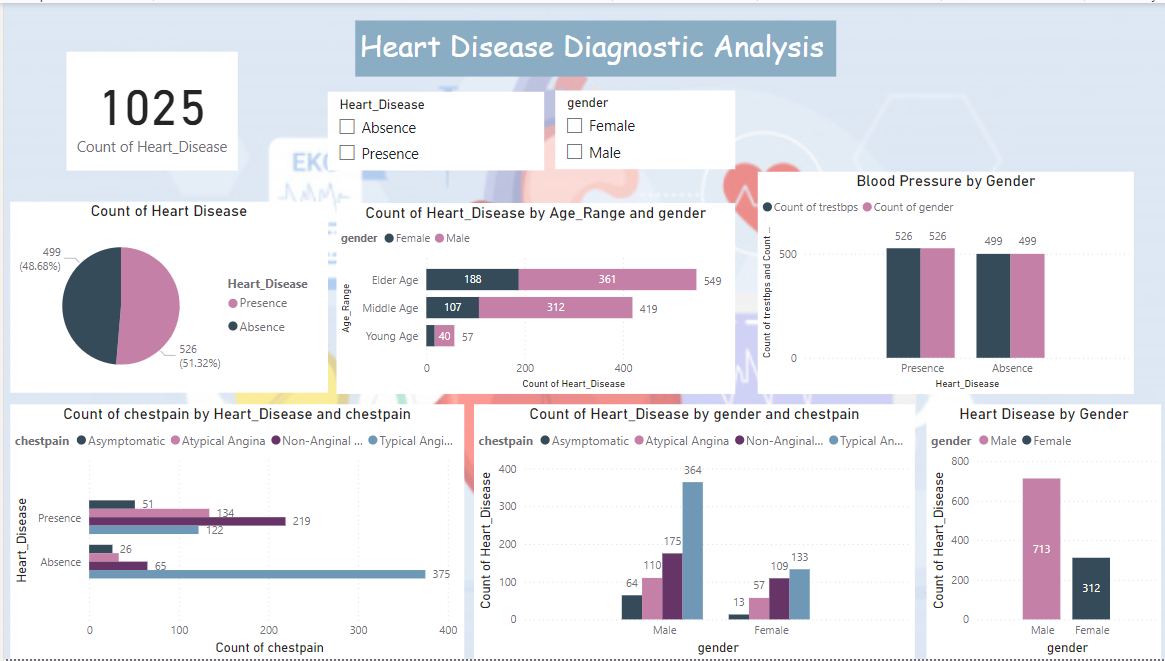 Heart Disease Diagnostic Analysis
1025
Count of Heart_Disease
Heart_Disease
Absence
Presence
gender
Female
Male
EKG
Count of Heart Disease
499
(48.68%)
526
(51.32%)
Heart_Disease
Presence
Absence
Count of Heart_Disease by Age_Range and gender
gender Female Male
Age_Range
Elder Age 188 361 549
Middle Age 107 312 419
Young Age 40 57
0 200 400
Count of Heart_Disease
Blood Pressure by Gender
Count of trestbps Count of gender
Count of trestbps and Count_...
500
0
526 526 499 499
Presence Absence
Heart_Disease
Count of chestpain by Heart_Disease and chestpain
chestpain Asymptomatic Atypical Angina Non-Anginal ... Typical Angi...
Heart_Disease
Presence
51
134
219
122
Absence
26
65
375
0 100 200 300 400
Count of chestpain
Count of Heart_Disease by gender and chestpain
chestpain Asymptomatic Atypical Angina Non-Anginal... Typical An...
Count of Heart_Disease
400
300
200
100
0
64 110 175 364
13 57 109 133
Male Female
gender
Heart Disease by Gender
gender Male Female
Count of Heart_Disease
800
600
400
200
0
713
312
Male Female
gender